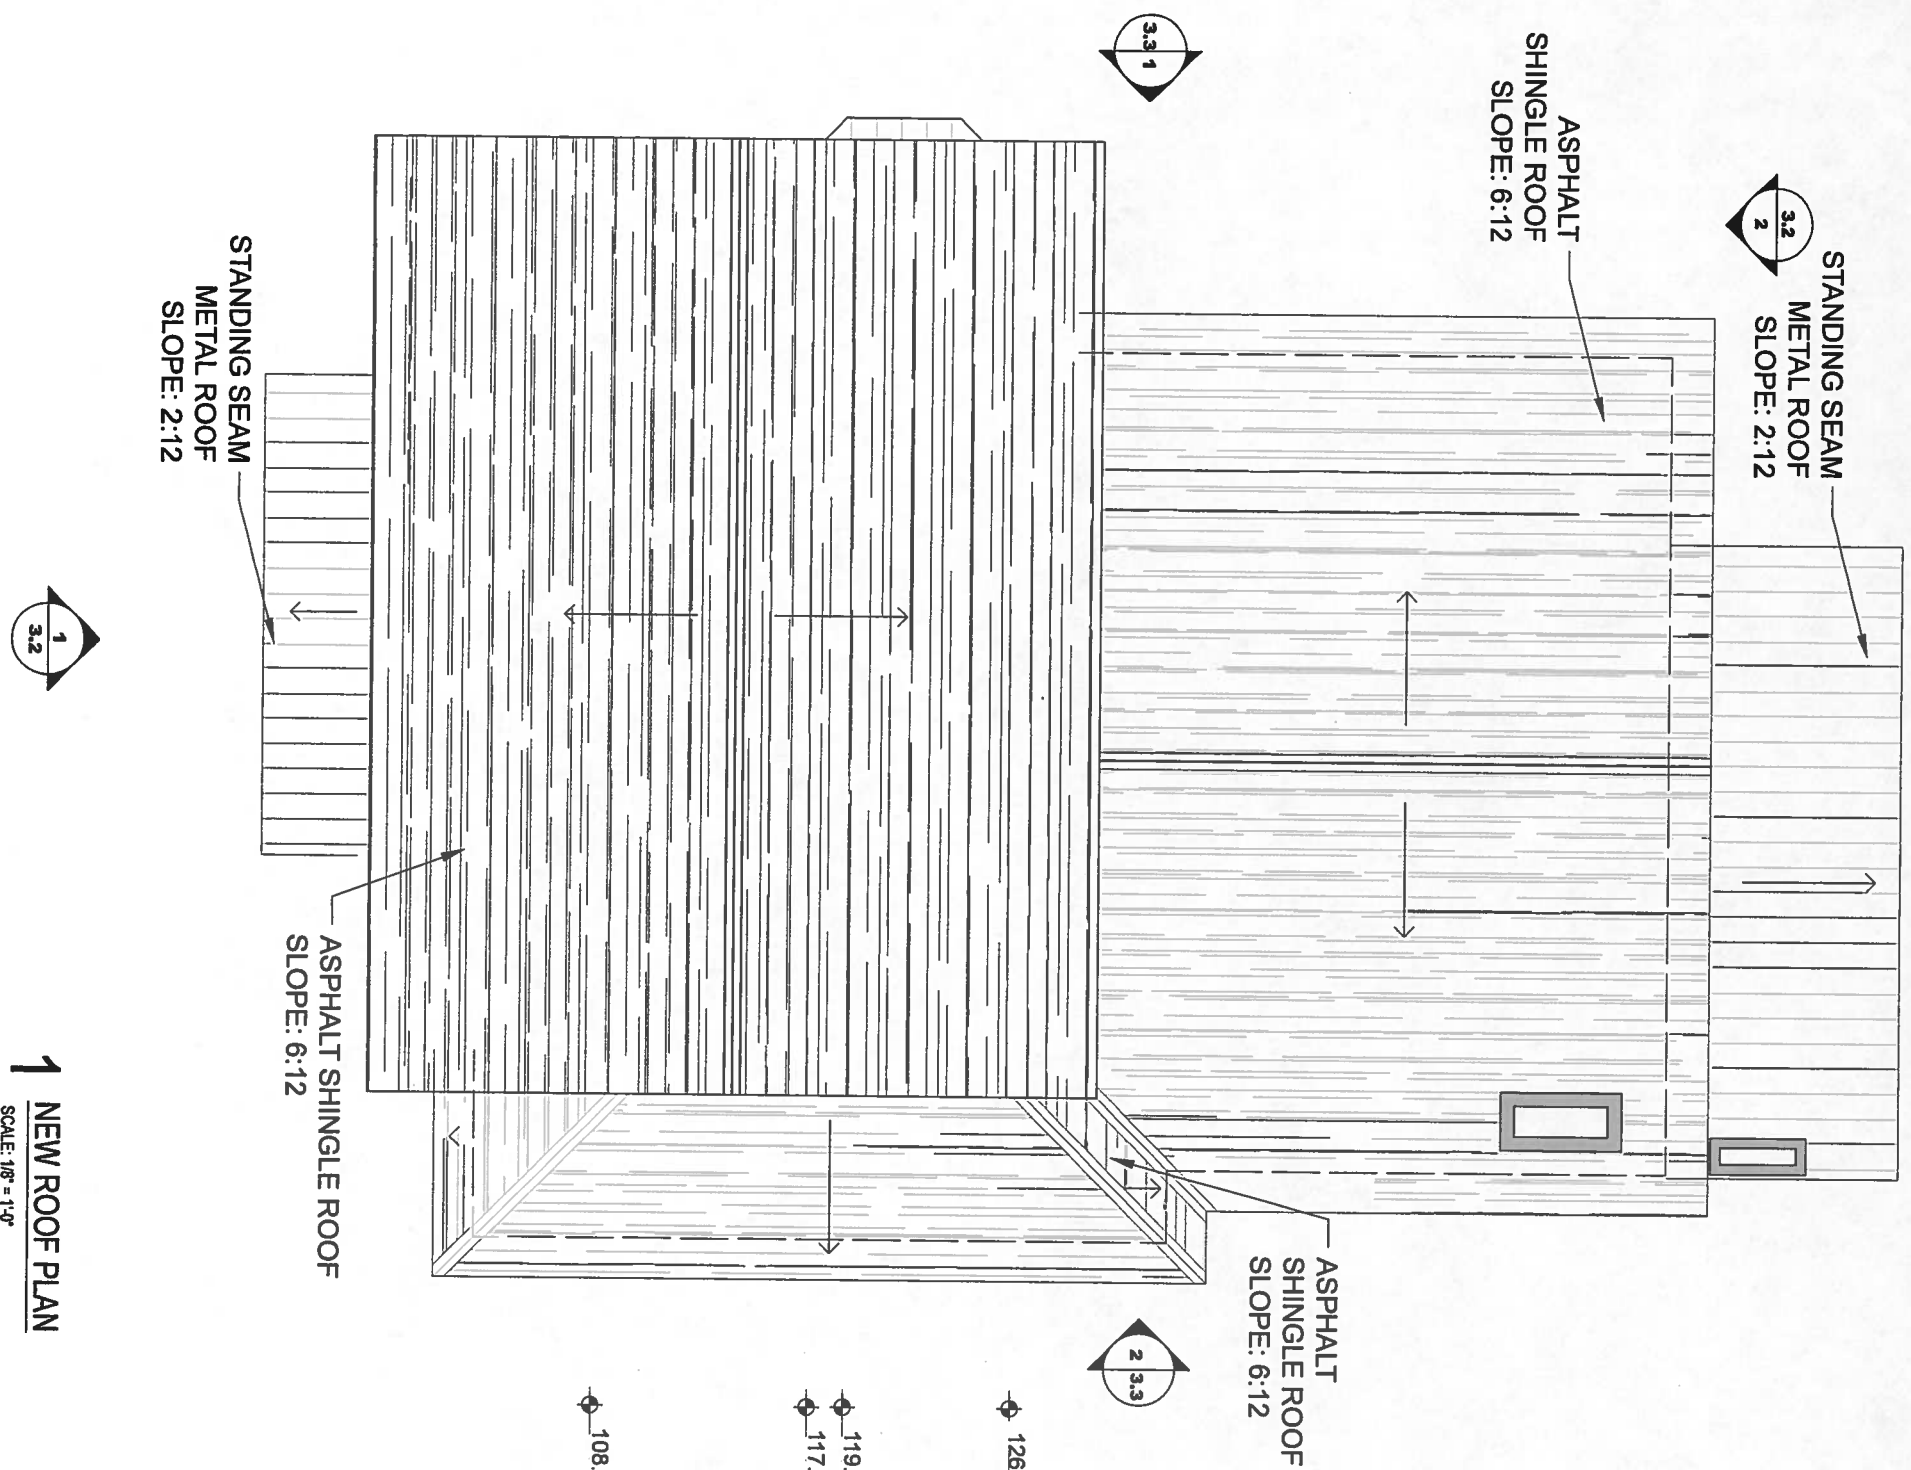 STANDING SEAM
METAL ROOF
SLOPE: 2:12
3.2
2
ASPHALT
SHINGLE ROOF
SLOPE: 6:12
3.3
1
ASPHALT
SHINGLE ROOF
SLOPE: 6:12
2
3.3
STANDING SEAM
METAL ROOF
SLOPE: 2:12
ASPHALT SHINGLE ROOF
SLOPE: 6:12
126
119.
117.
108.
1
3.2
1
NEW ROOF PLAN
SCALE: 1/8" = 1'-0"